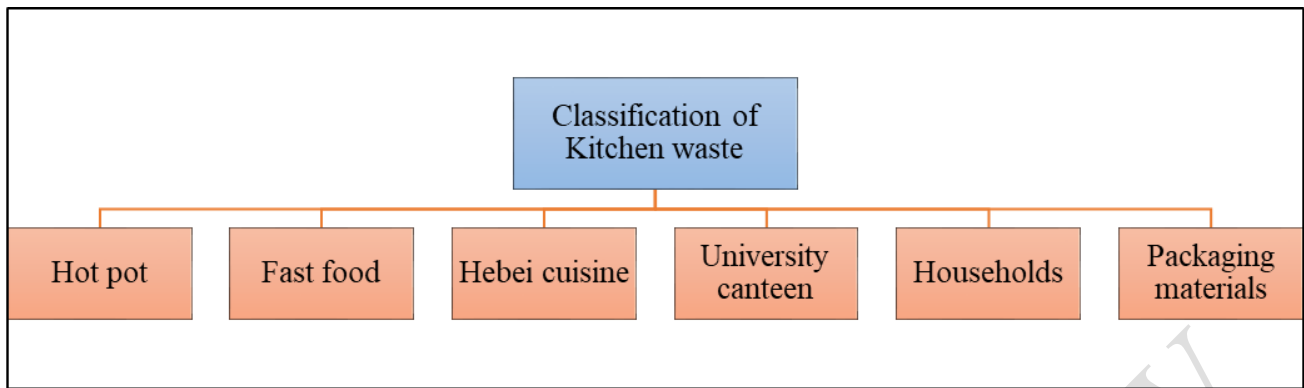 Classification of
Kitchen waste
Hot pot
Fast food
Hebei cuisine
University
canteen
Households
Packaging
materials